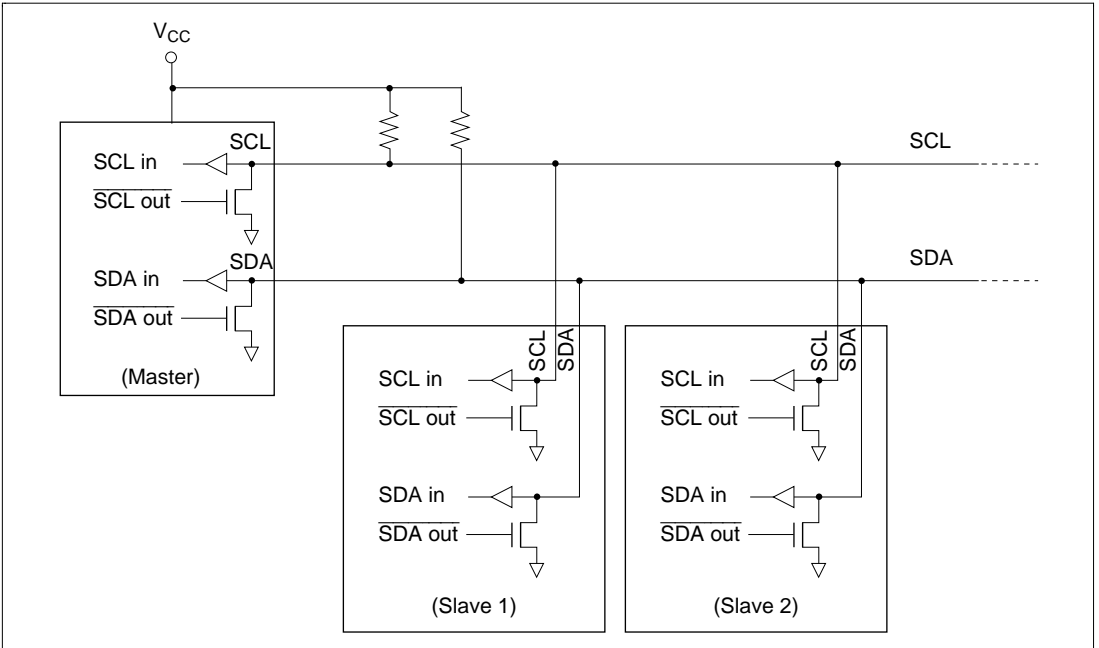 VCC
SCL
SCL in
SCL out
SDA
SDA in
SDA out
(Master)
SCL
SDA
SCL
SDA
SCL in
SCL out
SDA in
SDA out
(Slave 1)
SCL
SDA
SCL in
SCL out
SDA in
SDA out
(Slave 2)